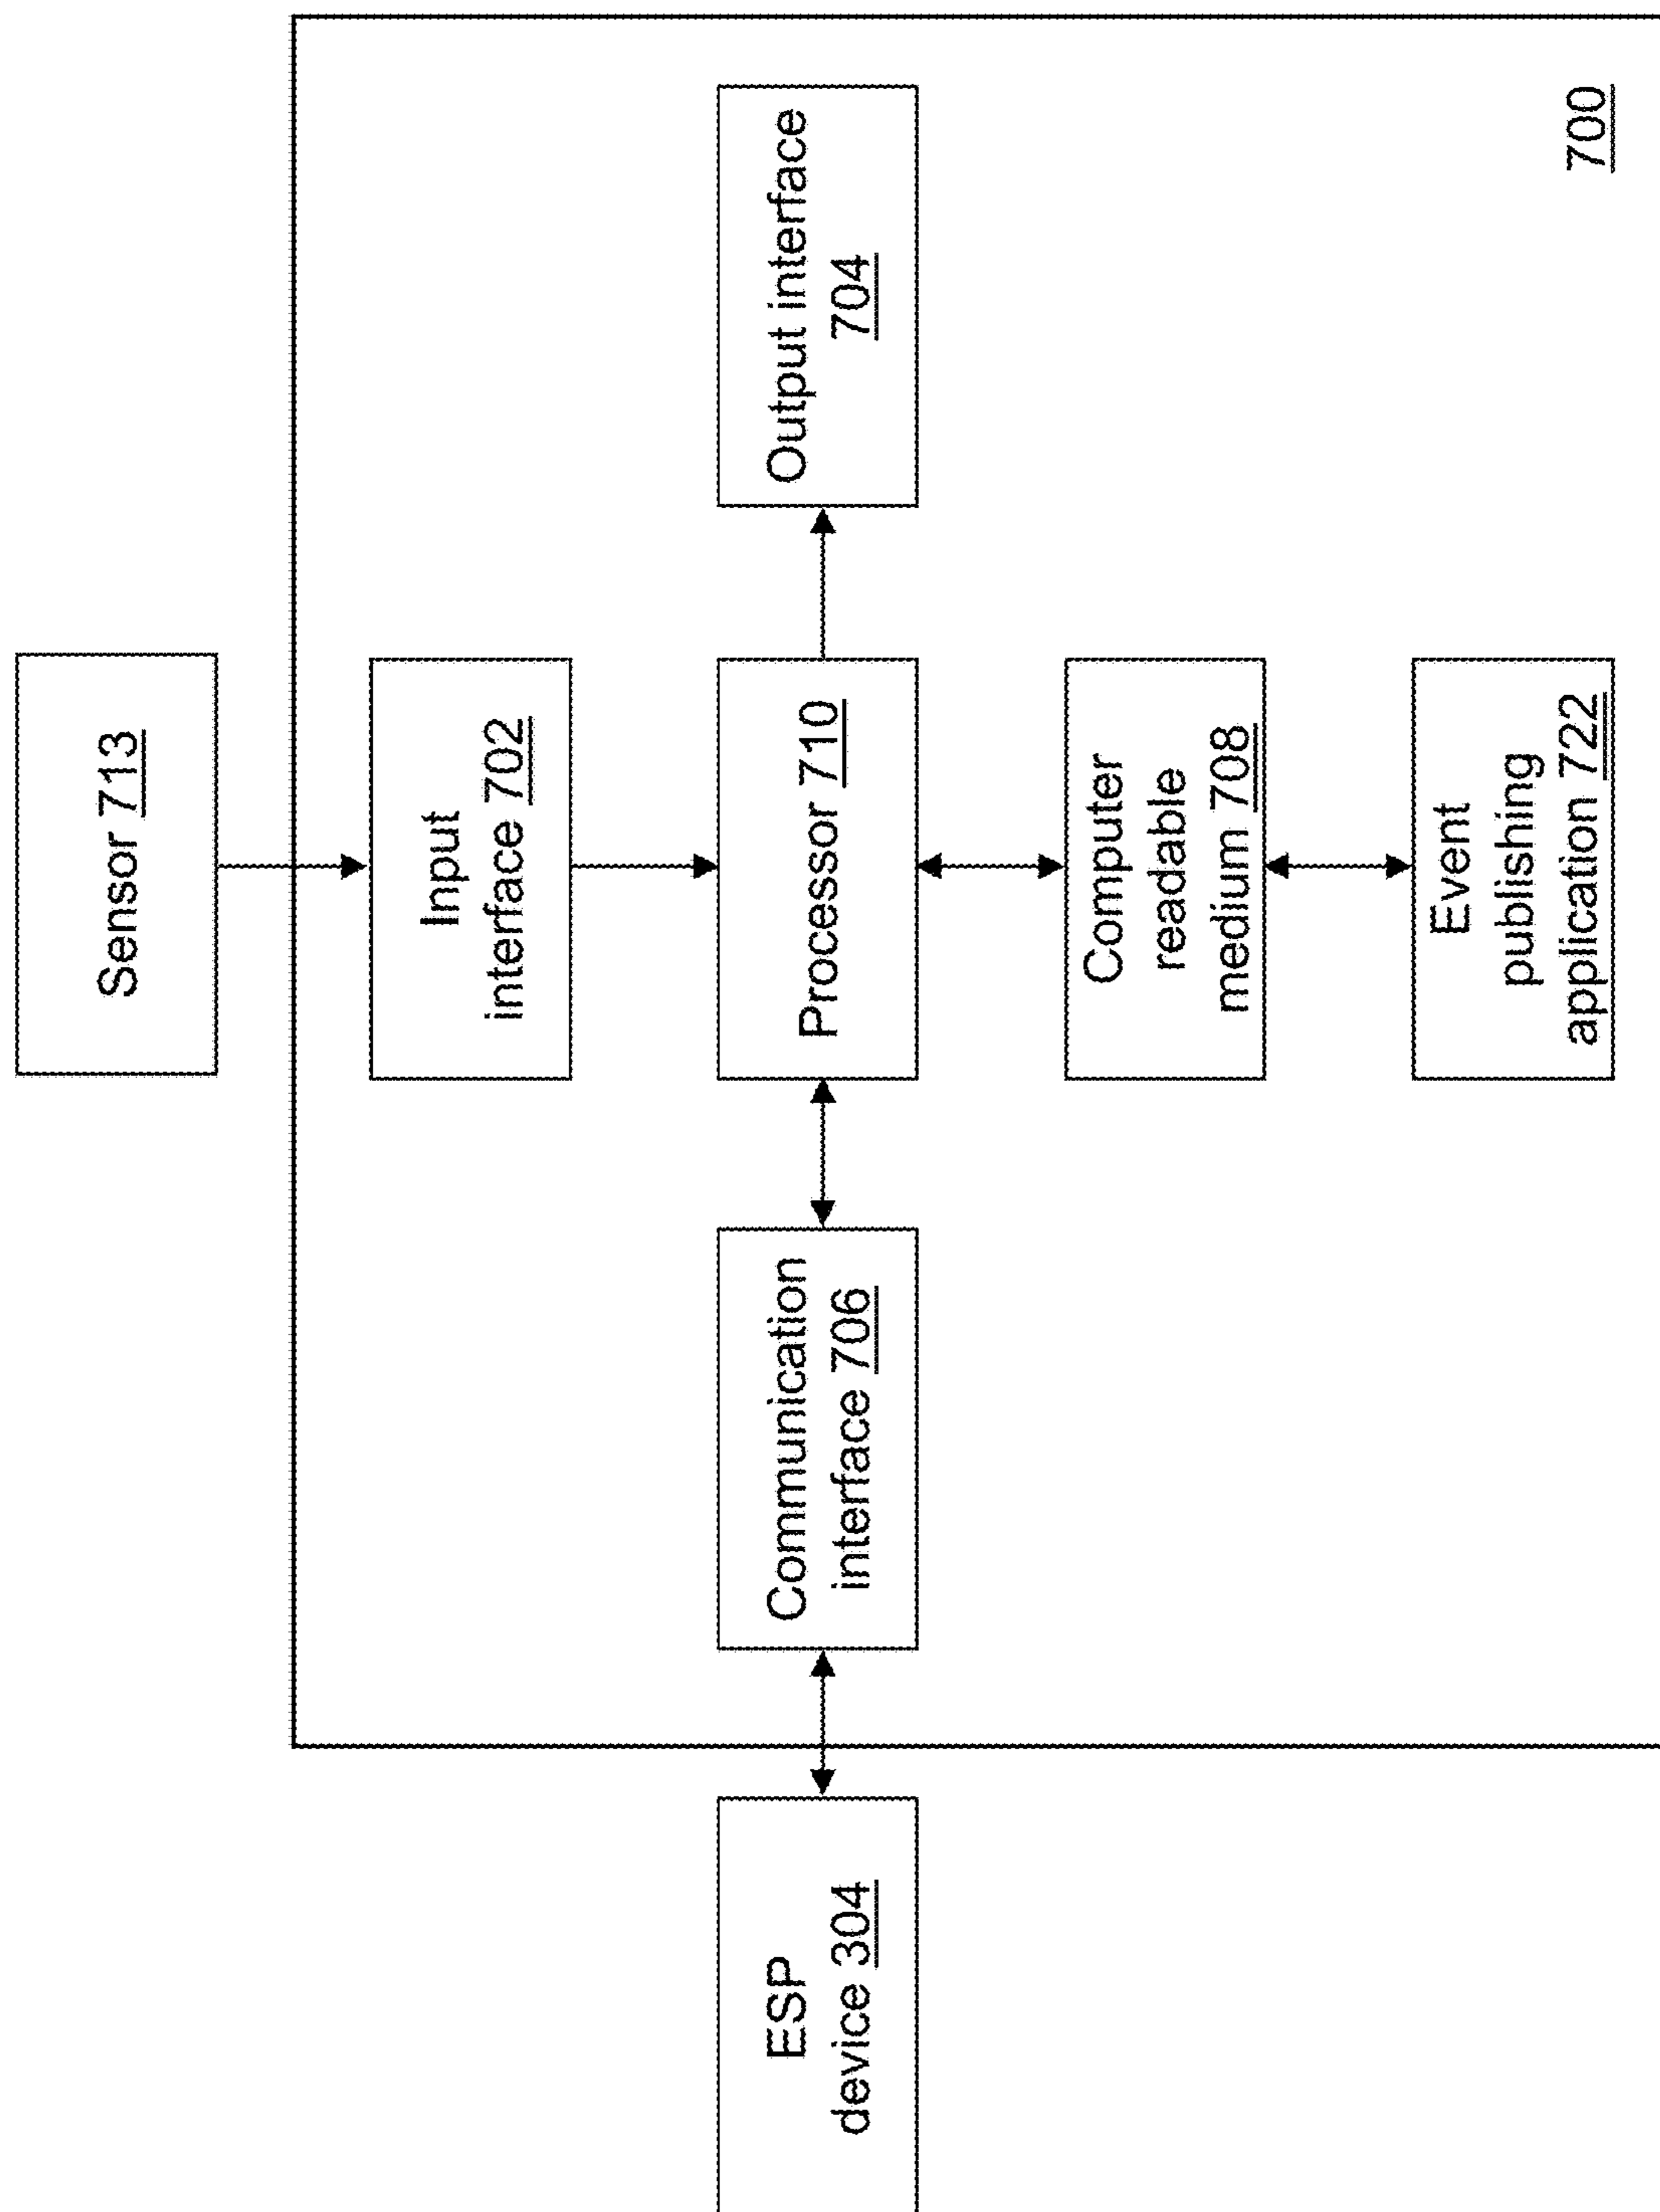 Sensor 713
Input
interface 702
ESP
device 304
Communication
interface 706
Processor 710
Output interface
704
Computer
readable
medium 708
Event
publishing
application 722
700